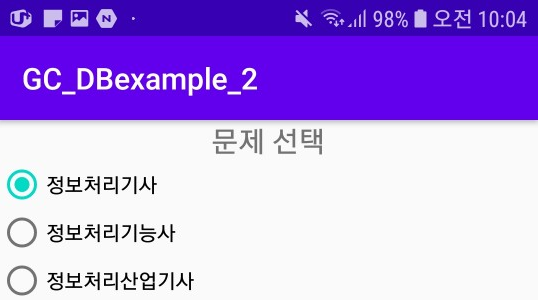 98% 오전 10:04
GC_DBexample_2
문제 선택
정보처리기사
정보처리기능사
정보처리산업기사